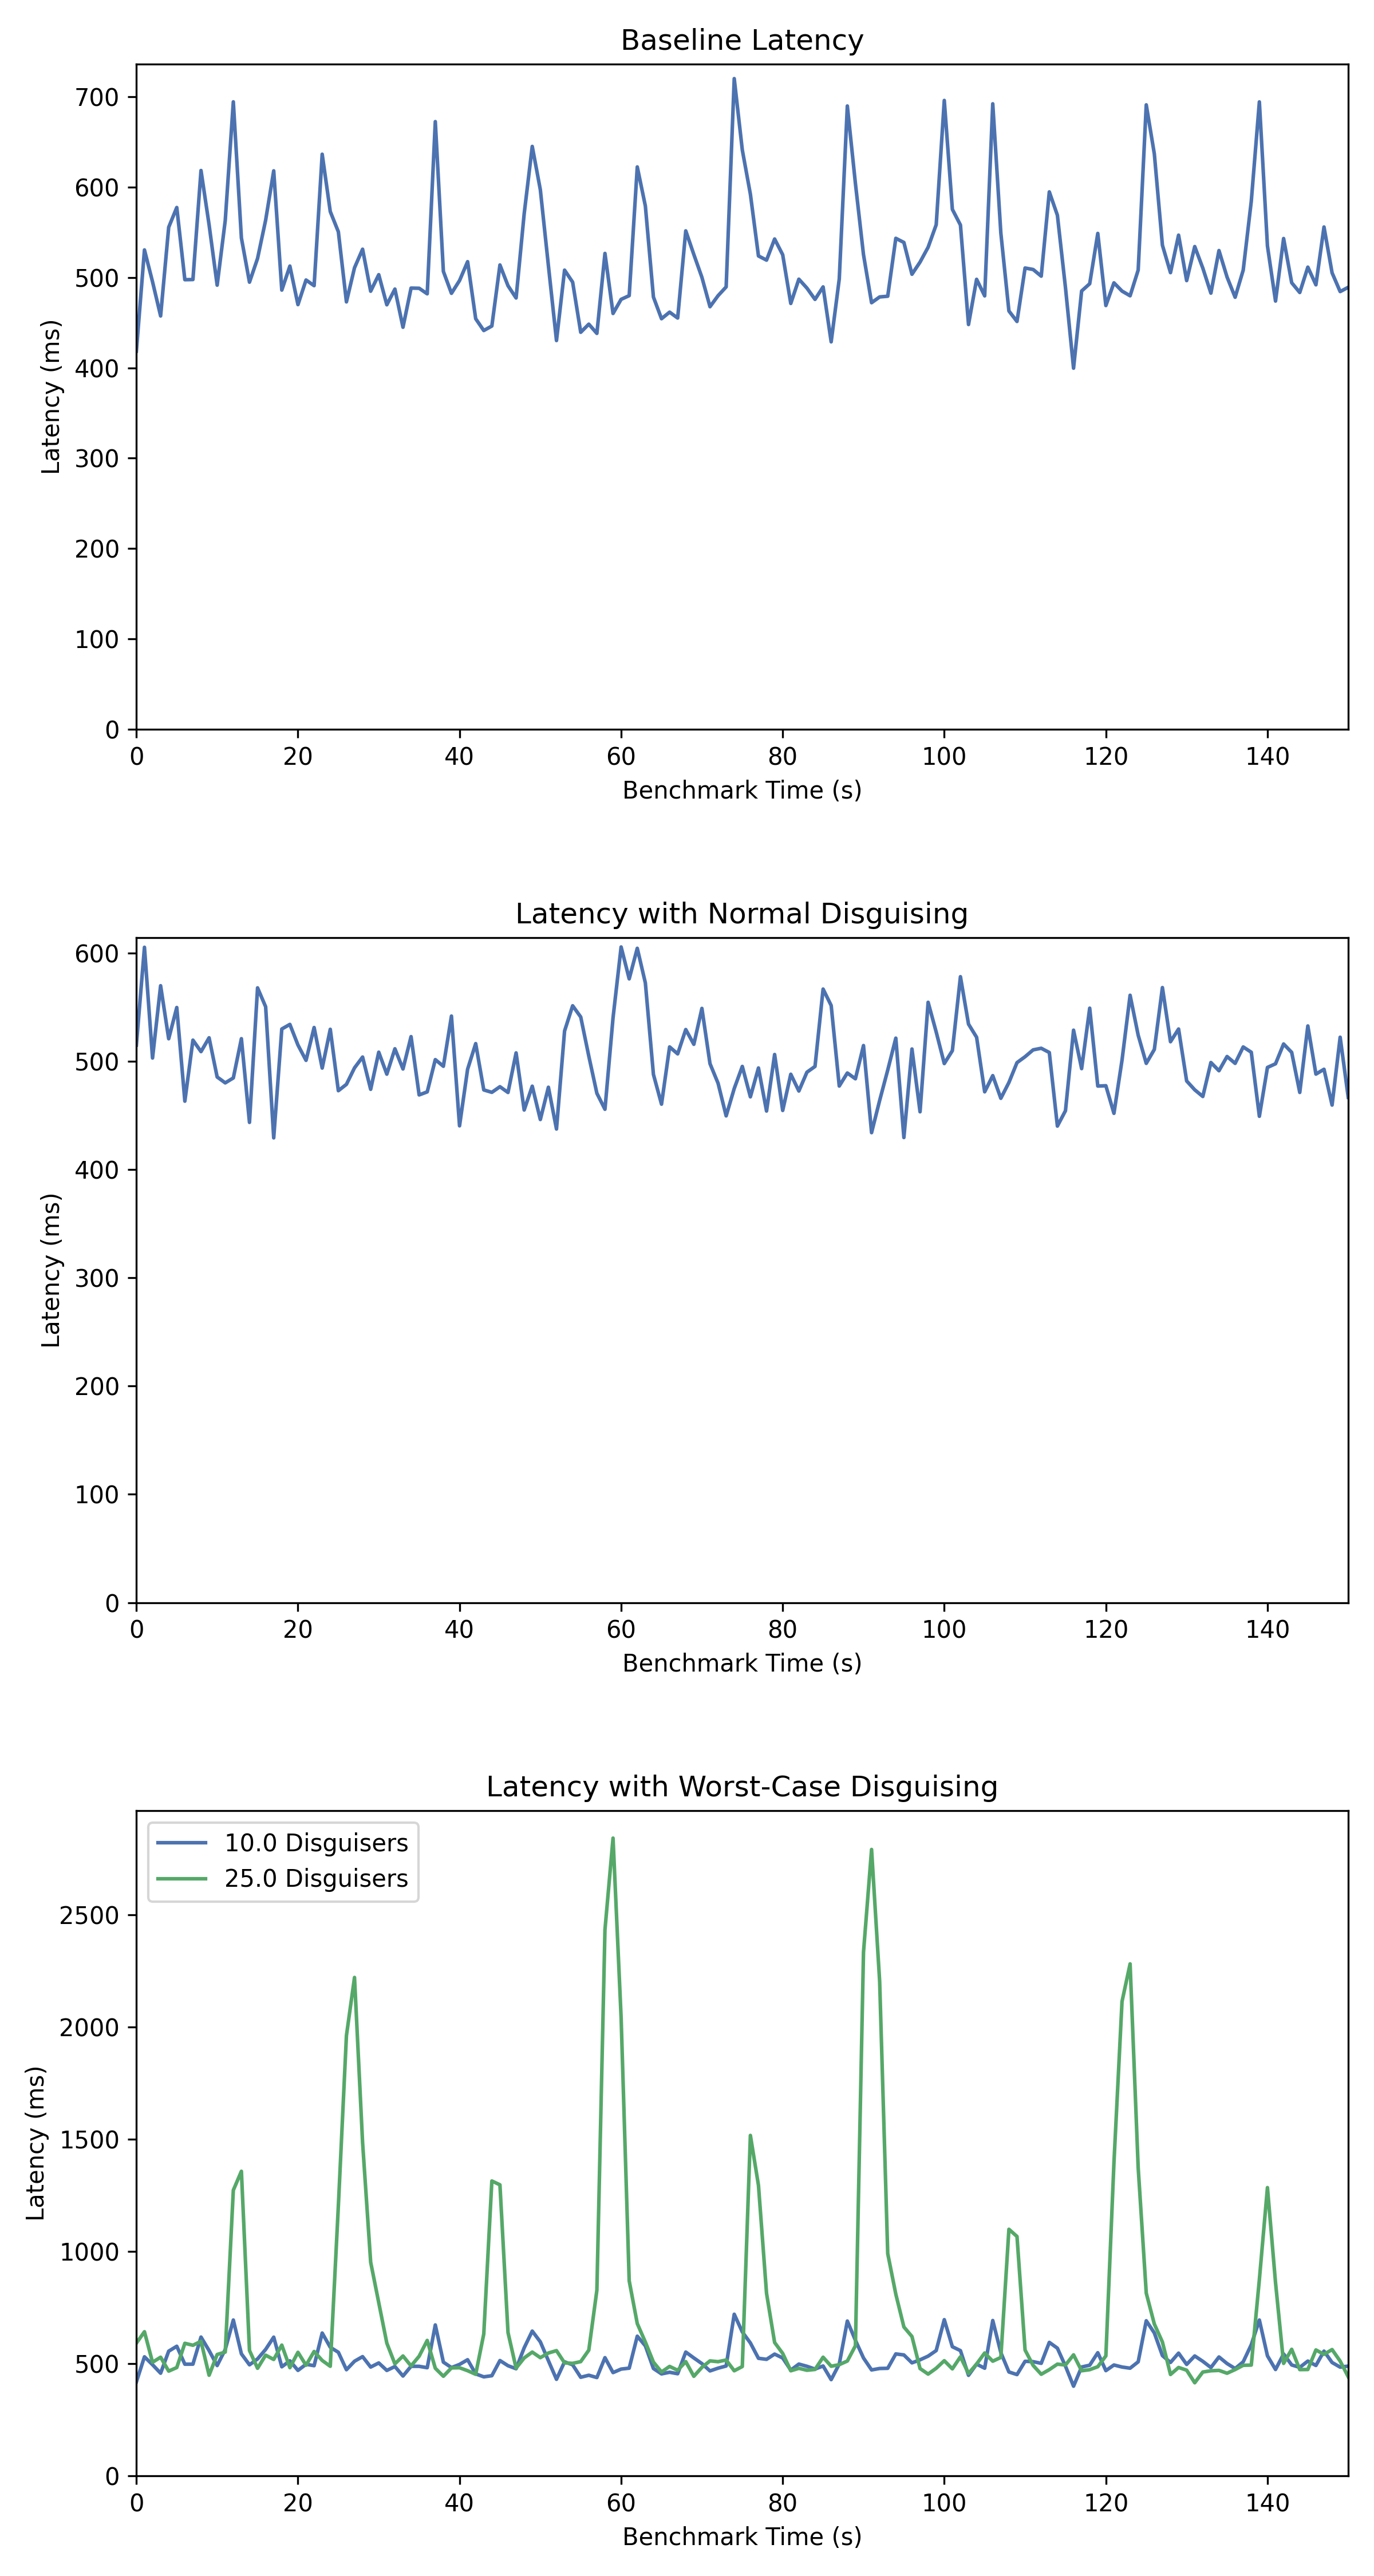 Baseline Latency
700
600
500
400
300
200
100
0
Latency (ms)
0 20 40 60 80 100 120 140
Benchmark Time (s)
Latency with Normal Disguising
600
500
400
300
200
100
0
Latency (ms)
0 20 40 60 80 100 120 140
Benchmark Time (s)
Latency with Worst-Case Disguising
10.0 Disguisers
25.0 Disguisers
2500
2000
1500
1000
500
0
Latency (ms)
0 20 40 60 80 100 120 140
Benchmark Time (s)